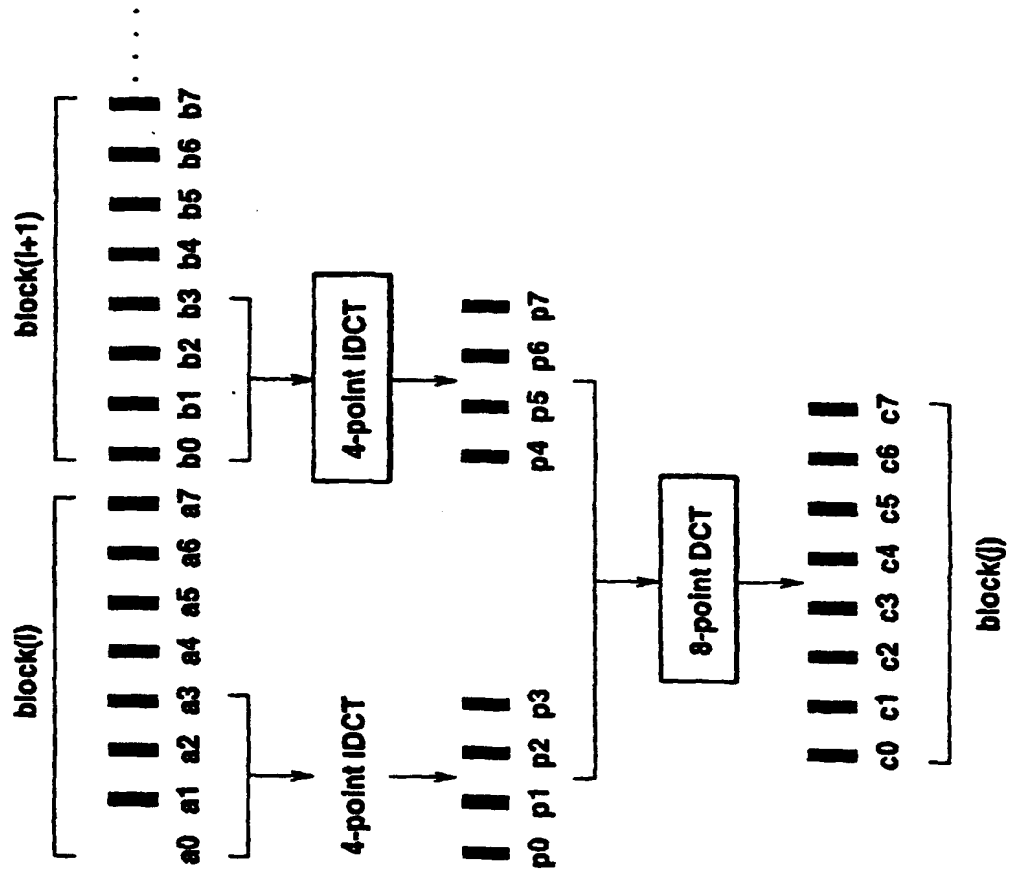 block(i) block(i+1)
a0 a1 a2 a3 a4 a5 a6 a7 b0 b1 b2 b3 b4 b5 b6 b7 . . . .
4-point IDCT 4-point IDCT
p0 p1 p2 p3 p4 p5 p6 p7
8-point DCT
c0 c1 c2 c3 c4 c5 c6 c7
block(j)